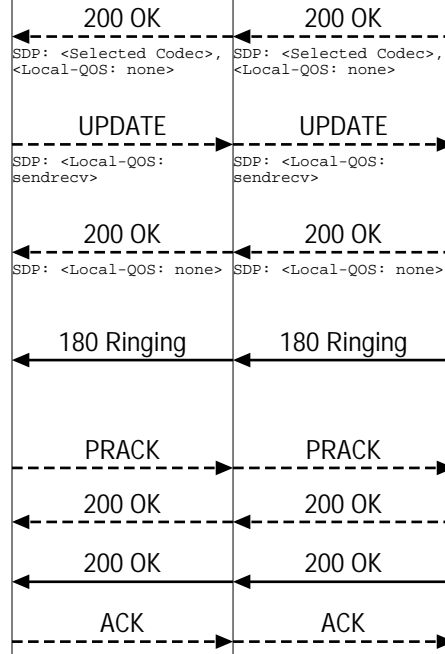 200 OK
200 OK
SDP: <Selected Codec>,
<Local-QOS: none>
SDP: <Selected Codec>,
<Local-QOS: none>
UPDATE
UPDATE
SDP: <Local-QOS:
sendrecv>
SDP: <Local-QOS:
sendrecv>
200 OK
200 OK
SDP: <Local-QOS: none>
SDP: <Local-QOS: none>
180 Ringing
180 Ringing
PRACK
PRACK
200 OK
200 OK
200 OK
200 OK
ACK
ACK